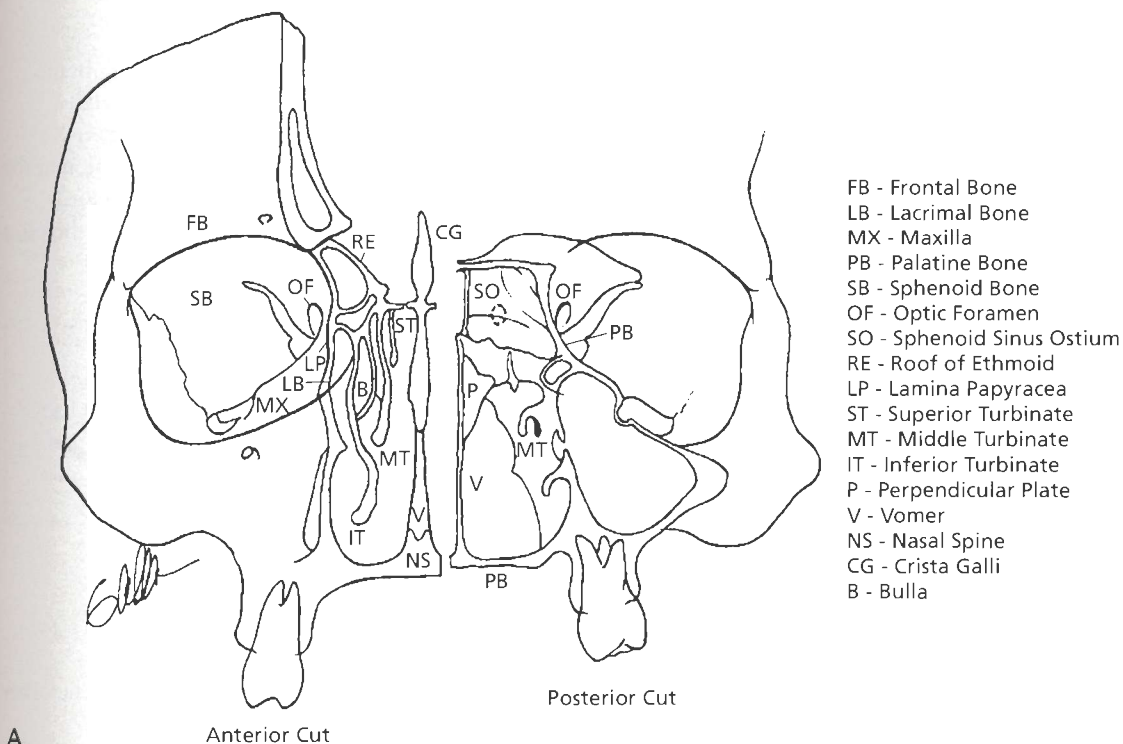 FB
RE
CG
SB
OF
ST
LP
LB
B
MX
MT
IT
V
NS
SO
OF
PB
P
MT
V
PB
FB - Frontal Bone
LB - Lacrimal Bone
MX - Maxilla
PB - Palatine Bone
SB - Sphenoid Bone
OF - Optic Foramen
SO - Sphenoid Sinus Ostium
RE - Roof of Ethmoid
LP - Lamina Papyracea
ST - Superior Turbinate
MT - Middle Turbinate
IT - Inferior Turbinate
P - Perpendicular Plate
V - Vomer
NS - Nasal Spine
CG - Crista Galli
B - Bulla
Posterior Cut
Anterior Cut
A